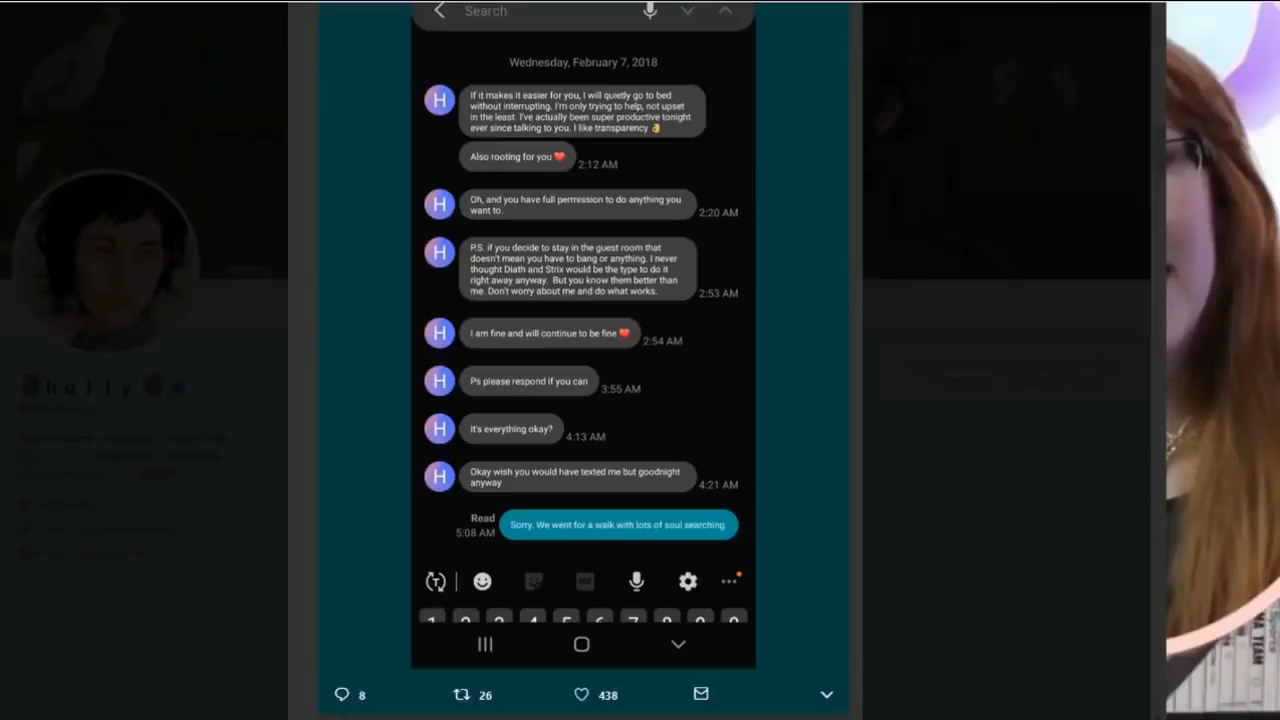 Search
Wednesday, February 7, 2018
H
If it makes it easier for you, I will quietly go to bed
without interrupting. I'm only trying to help, not upset
in the least. I've actually been super productive tonight
ever since talking to you. I like transparency 👌
Also rooting for you ❤️
2:12 AM
H
Oh, and you have full permission to do anything you
want to.
2:20 AM
H
P.S. if you decide to stay in the guest room that
doesn't mean you have to bang or anything. I never
thought Diath and Strix would be the type to do it
right away anyway. But you know them better than
me. Don't worry about me and do what works.
2:53 AM
H
I am fine and will continue to be fine ❤️
2:54 AM
H
Ps please respond if you can
3:55 AM
H
It's everything okay?
4:13 AM
H
Okay wish you would have texted me but goodnight
anyway
4:21 AM
Read
5:08 AM
Sorry. We went for a walk with lots of soul searching.
8
26
438
holly